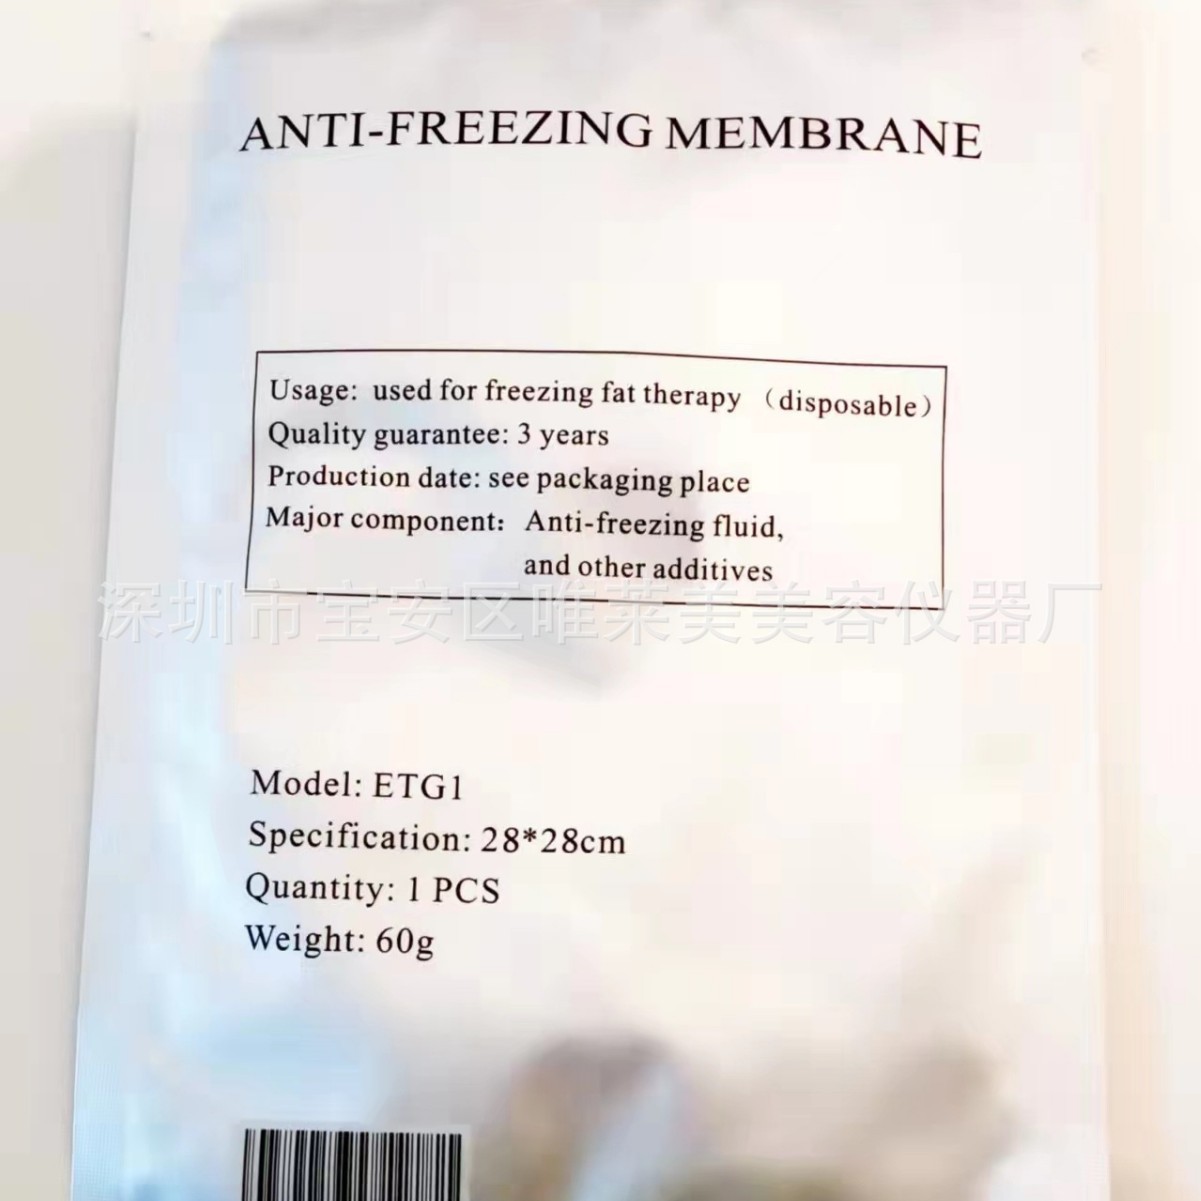 ANTI-FREEZING MEMBRANE
Usage: used for freezing fat therapy （disposable）
Quality guarantee: 3 years
Production date: see packaging place
Major component: Anti-freezing fluid,
and other additives
深圳市宝安区唯莱美美容仪器厂
Model: ETG1
Specification: 28*28cm
Quantity: 1 PCS
Weight: 60g